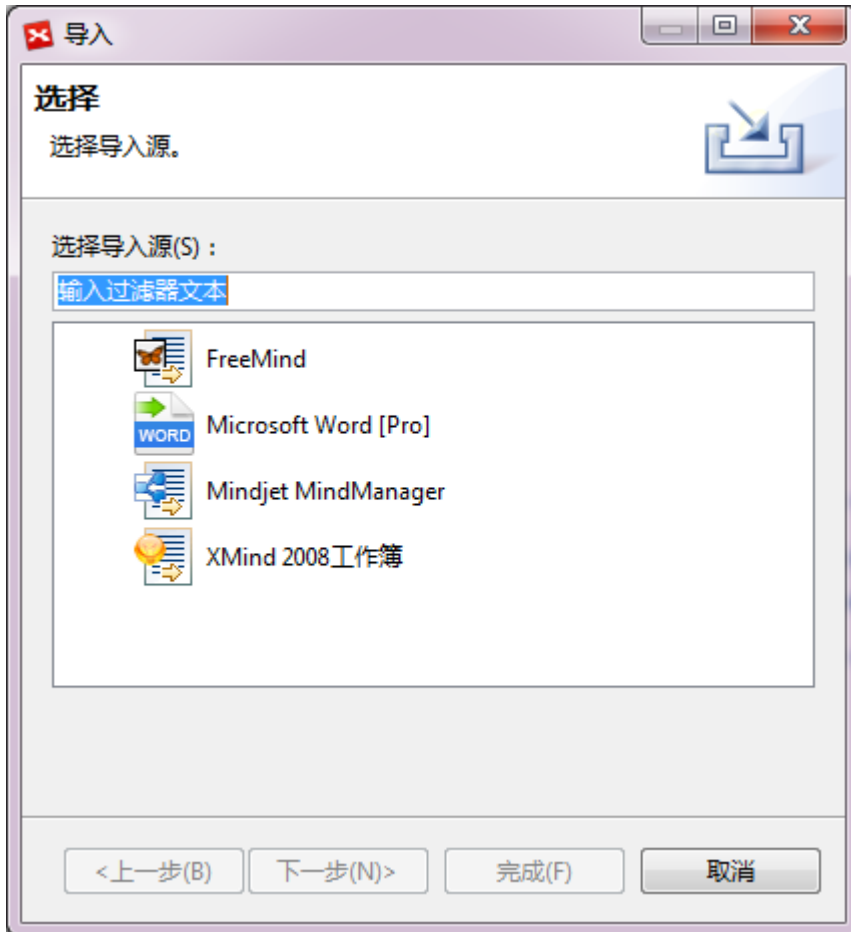 导入
选择
选择导入源。
选择导入源(S)：
输入过滤器文本
FreeMind
WORD
Microsoft Word [Pro]
Mindjet MindManager
XMind 2008工作簿
<上一步(B)
下一步(N)>
完成(F)
取消